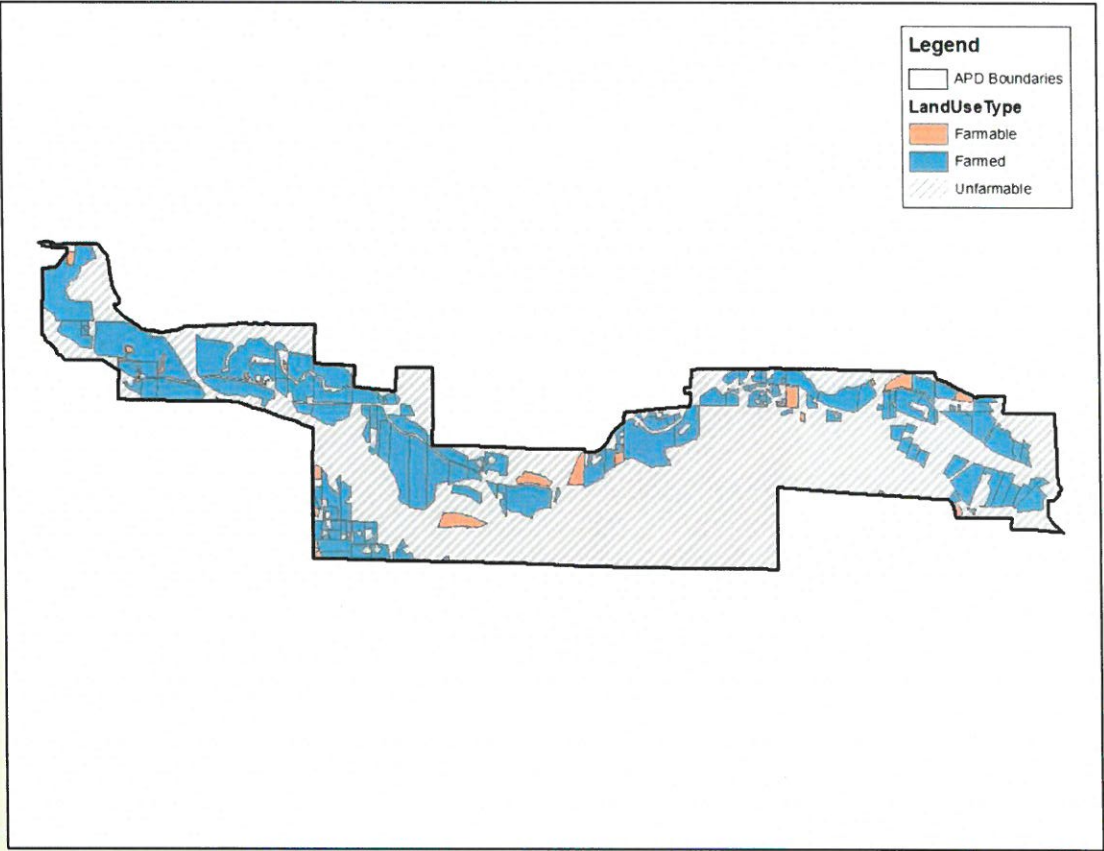 Legend
APD Boundaries
LandUseType
Farmable
Farmed
Unfarmable